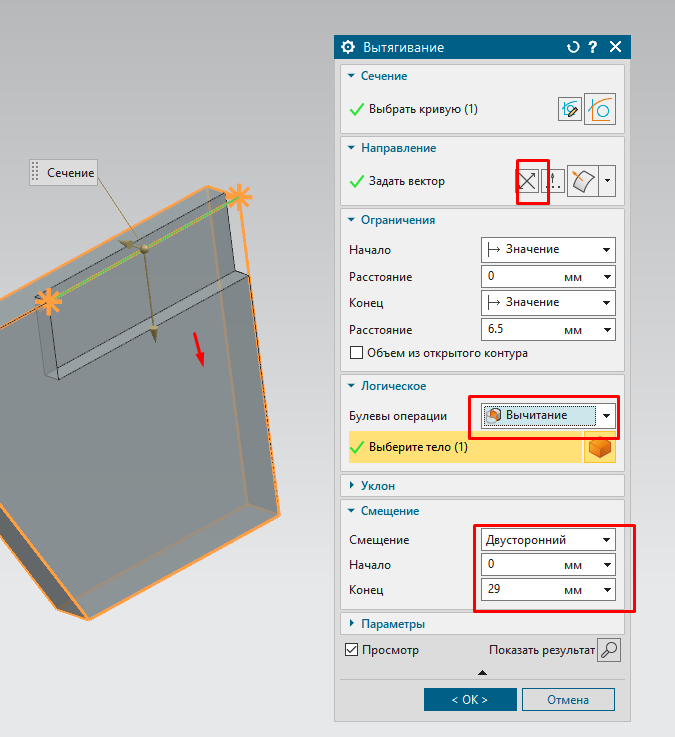 Вытягивание
?
Сечение
Выбрать кривую (1)
Сечение
Направление
Задать вектор
Ограничения
Начало Значение
Расстояние 0 мм
Конец Значение
Расстояние 6.5 мм
Объем из открытого контура
Логическое
Булевы операции Вычитание
Выберите тело (1)
Уклон
Смещение
Смещение Двусторонний
Начало 0 мм
Конец 29 мм
Параметры
Просмотр Показать результат
< OK > Отмена